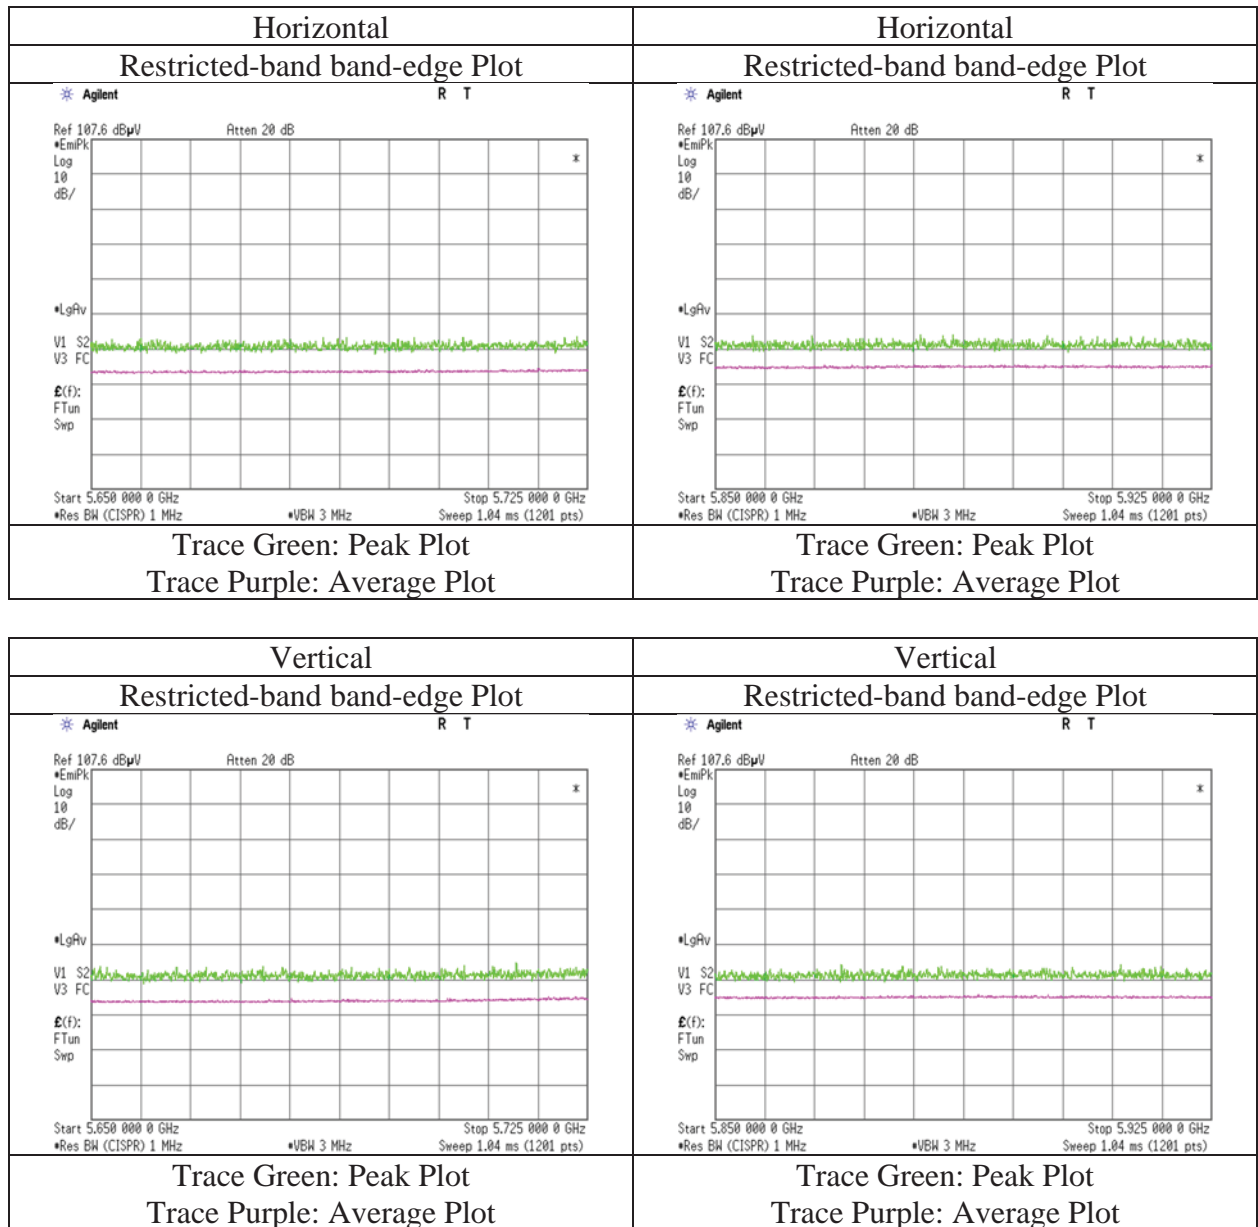 Horizontal
Horizontal
Restricted-band band-edge Plot
Restricted-band band-edge Plot
Agilent
R T
Ref 107.6 dBµV Atten 20 dB
*EmiPk
Log
10
dB/
*
*LgAv
V1 S2
V3 FC
£(f):
FTun
Swp
Start 5.650 000 0 GHz Stop 5.725 000 0 GHz
*Res BW (CISPR) 1 MHz *VBW 3 MHz Sweep 1.04 ms (1201 pts)
Agilent
R T
Ref 107.6 dBµV Atten 20 dB
*EmiPk
Log
10
dB/
*
*LgAv
V1 S2
V3 FC
£(f):
FTun
Swp
Start 5.850 000 0 GHz Stop 5.925 000 0 GHz
*Res BW (CISPR) 1 MHz *VBW 3 MHz Sweep 1.04 ms (1201 pts)
Trace Green: Peak Plot
Trace Purple: Average Plot
Trace Green: Peak Plot
Trace Purple: Average Plot
Vertical
Vertical
Restricted-band band-edge Plot
Restricted-band band-edge Plot
Agilent
R T
Ref 107.6 dBµV Atten 20 dB
*EmiPk
Log
10
dB/
*
*LgAv
V1 S2
V3 FC
£(f):
FTun
Swp
Start 5.650 000 0 GHz Stop 5.725 000 0 GHz
*Res BW (CISPR) 1 MHz *VBW 3 MHz Sweep 1.04 ms (1201 pts)
Agilent
R T
Ref 107.6 dBµV Atten 20 dB
*EmiPk
Log
10
dB/
*
*LgAv
V1 S2
V3 FC
£(f):
FTun
Swp
Start 5.850 000 0 GHz Stop 5.925 000 0 GHz
*Res BW (CISPR) 1 MHz *VBW 3 MHz Sweep 1.04 ms (1201 pts)
Trace Green: Peak Plot
Trace Purple: Average Plot
Trace Green: Peak Plot
Trace Purple: Average Plot